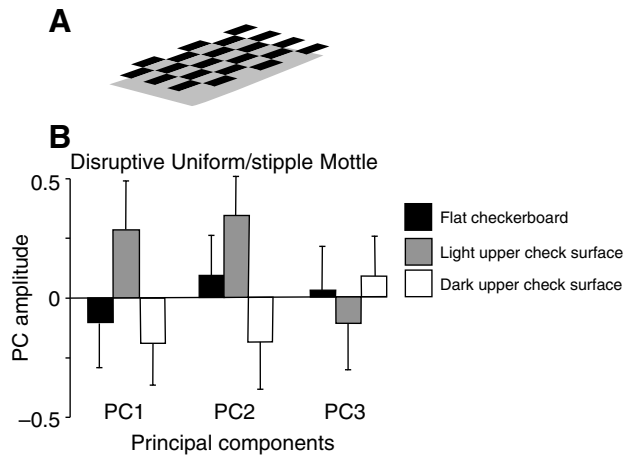 A
B
Disruptive Uniform/stipple Mottle
0.5
0
–0.5
PC amplitude
PC1 PC2 PC3
Principal components
Flat checkerboard
Light upper check surface
Dark upper check surface